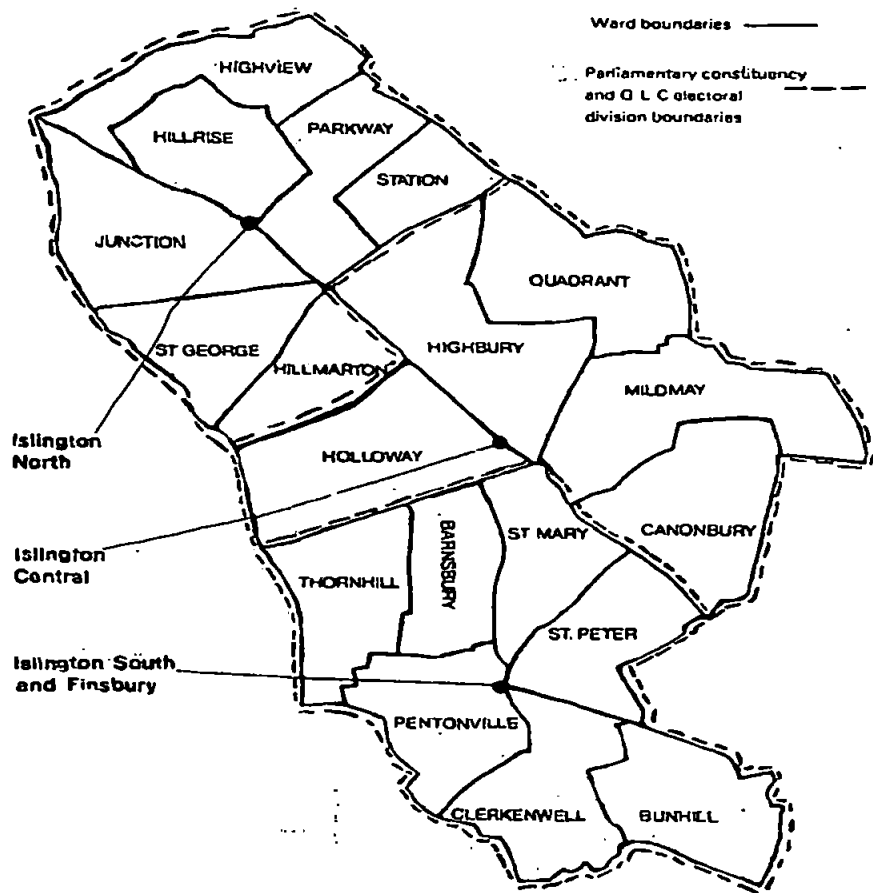 Ward boundaries
Parliamentary constituency
and G L C electoral
division boundaries
HIGHVIEW
HILLRISE
PARKWAY
STATION
JUNCTION
QUADRANT
ST GEORGE
HILLMARTON
HIGHBURY
MILDMAY
Islington
North
HOLLOWAY
ST MARY
CANONBURY
BARNSBURY
Islington
Central
THORNHILL
ST. PETER
Islington South
and Finsbury
PENTONVILLE
CLERKENWELL
BUNHILL